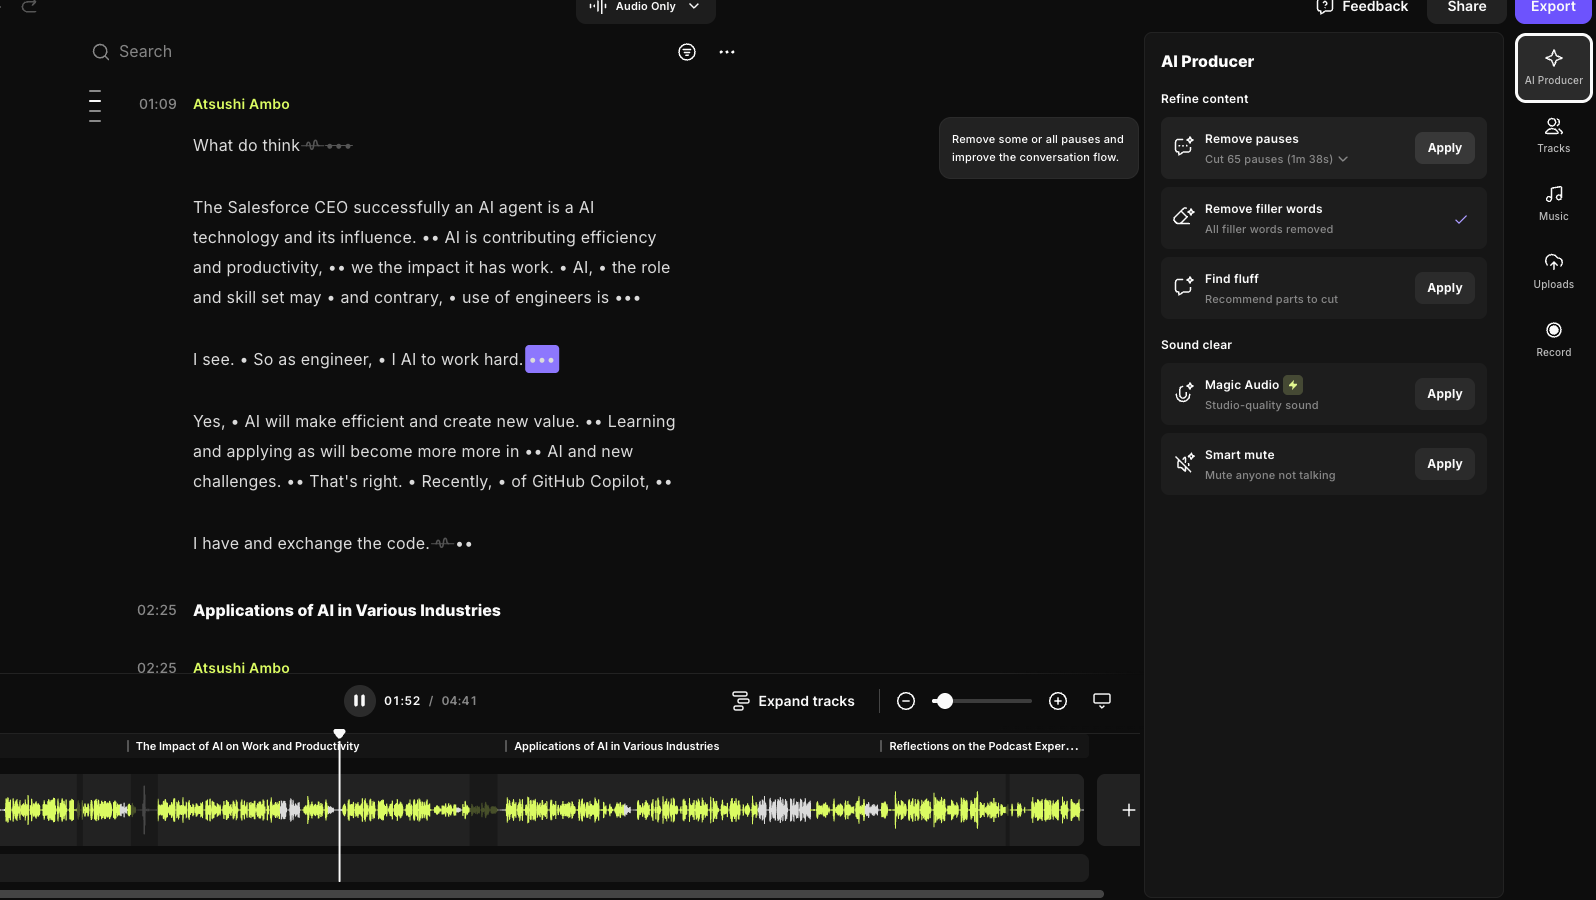 Audio Only
Feedback
Share
Export
Search
01:09 Atsushi Ambo
What do think •••
The Salesforce CEO successfully an AI agent is a AI
technology and its influence. •• AI is contributing efficiency
and productivity, •• we the impact it has work. • AI, • the role
and skill set may • and contrary, • use of engineers is •••
I see. • So as engineer, • I AI to work hard. •••
Yes, • AI will make efficient and create new value. •• Learning
and applying as will become more more in •• AI and new
challenges. •• That's right. • Recently, • of GitHub Copilot, ••
I have and exchange the code. ••
02:25 Applications of AI in Various Industries
02:25 Atsushi Ambo
Remove some or all pauses and
improve the conversation flow.
AI Producer
Refine content
Remove pauses
Cut 65 pauses (1m 38s)
Apply
Remove filler words
All filler words removed
Find fluff
Recommend parts to cut
Apply
Sound clear
Magic Audio
Studio-quality sound
Apply
Smart mute
Mute anyone not talking
Apply
AI Producer
Tracks
Music
Uploads
Record
01:52 / 04:41
Expand tracks
The Impact of AI on Work and Productivity
Applications of AI in Various Industries
Reflections on the Podcast Exper...